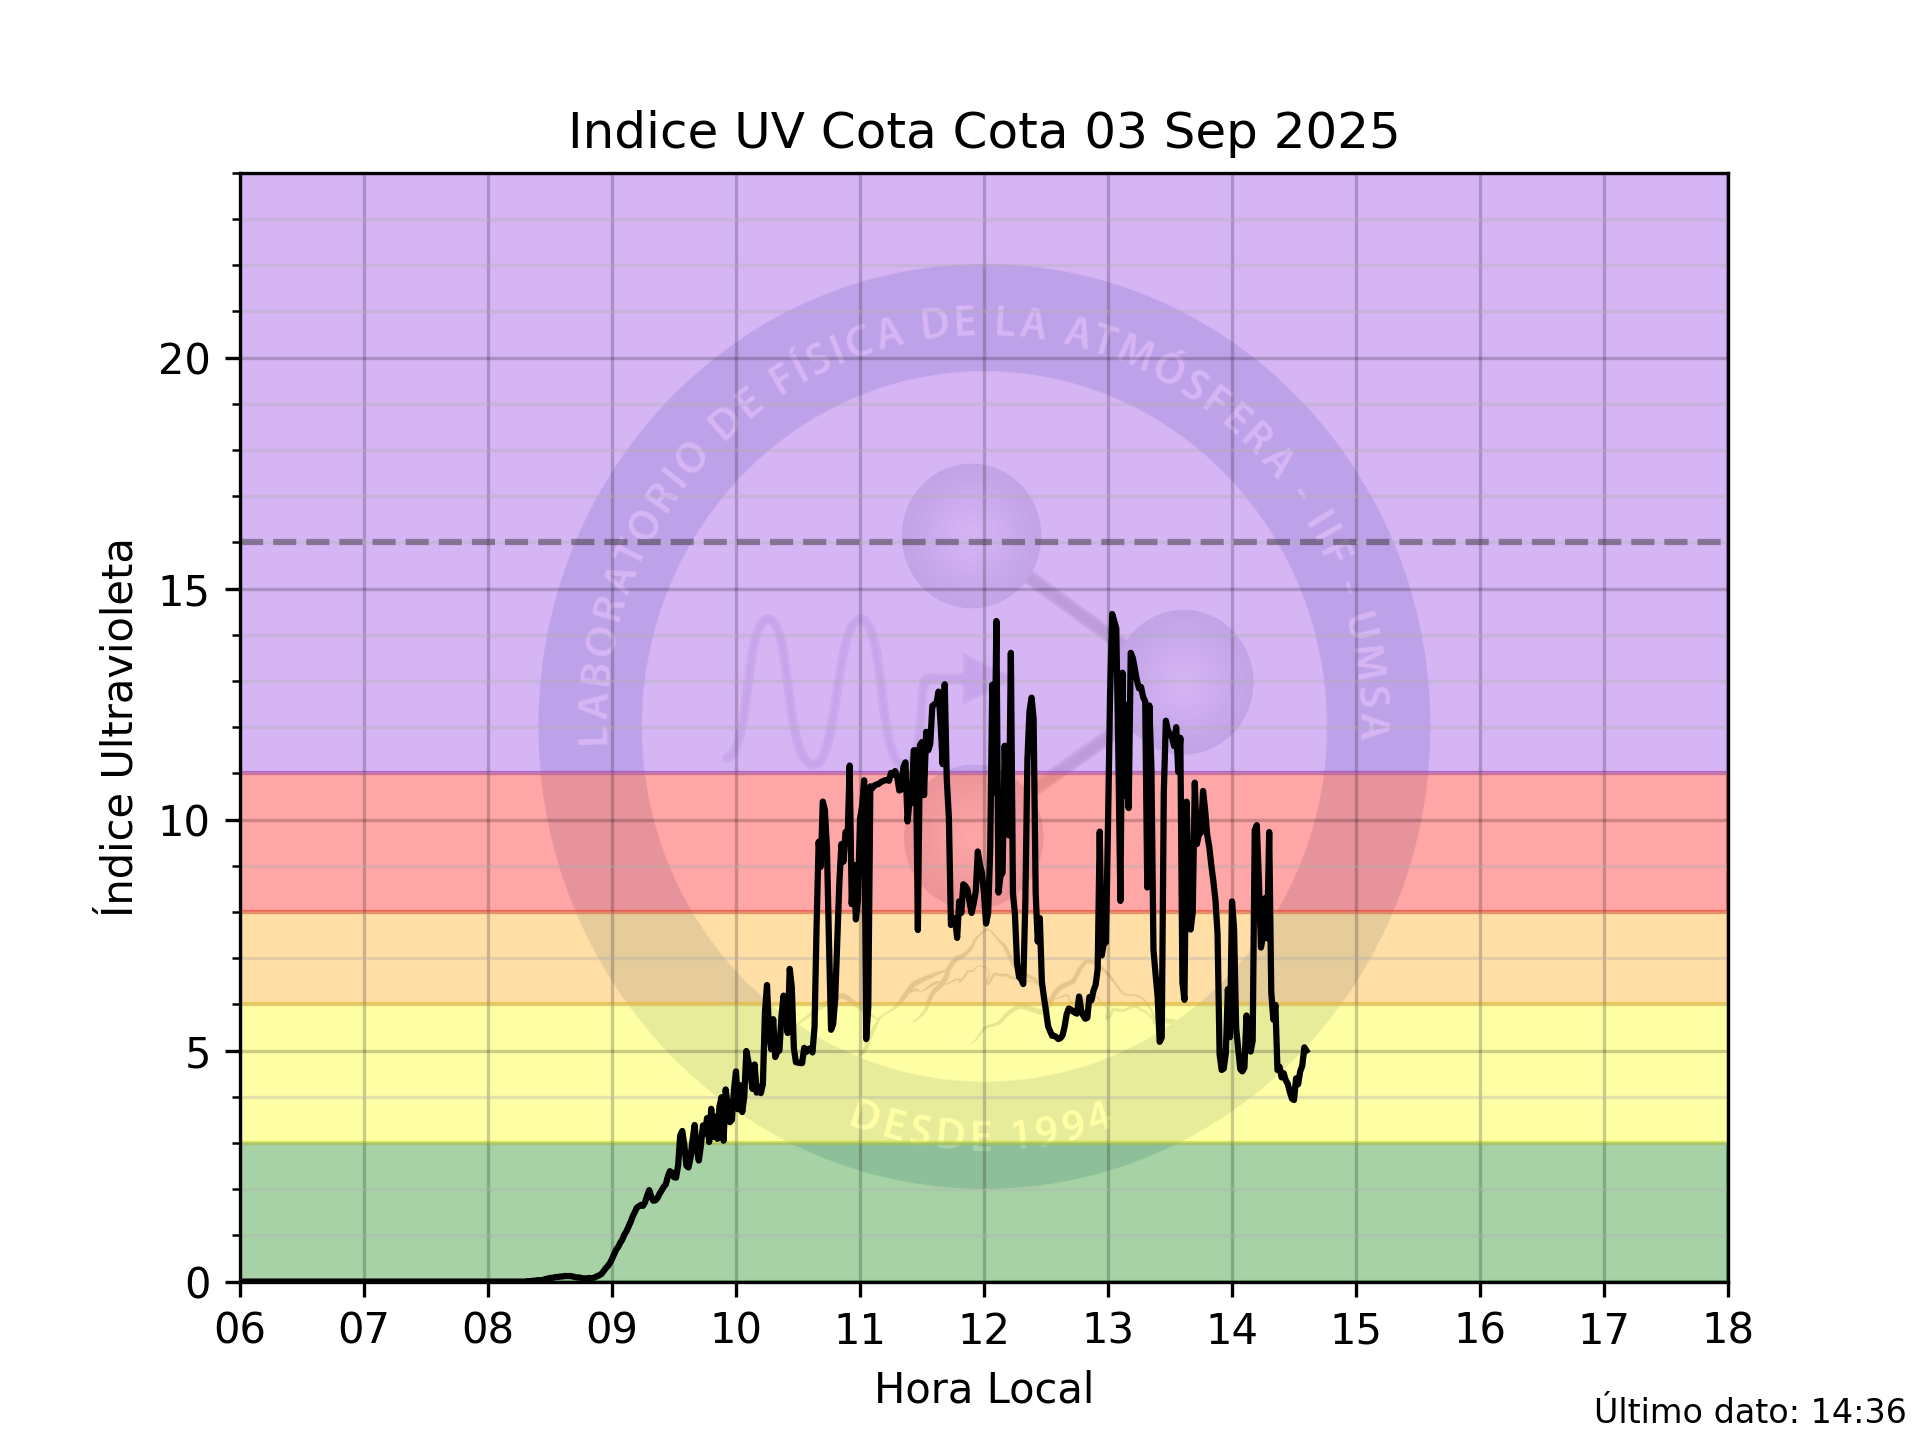 Indice UV Cota Cota 03 Sep 2025
LABORATORIO DE FÍSICA DE LA ATMÓSFERA - IIF - UMSA
DESDE 1994
Índice Ultravioleta
20
15
10
5
0
06 07 08 09 10 11 12 13 14 15 16 17 18
Hora Local
Último dato: 14:36